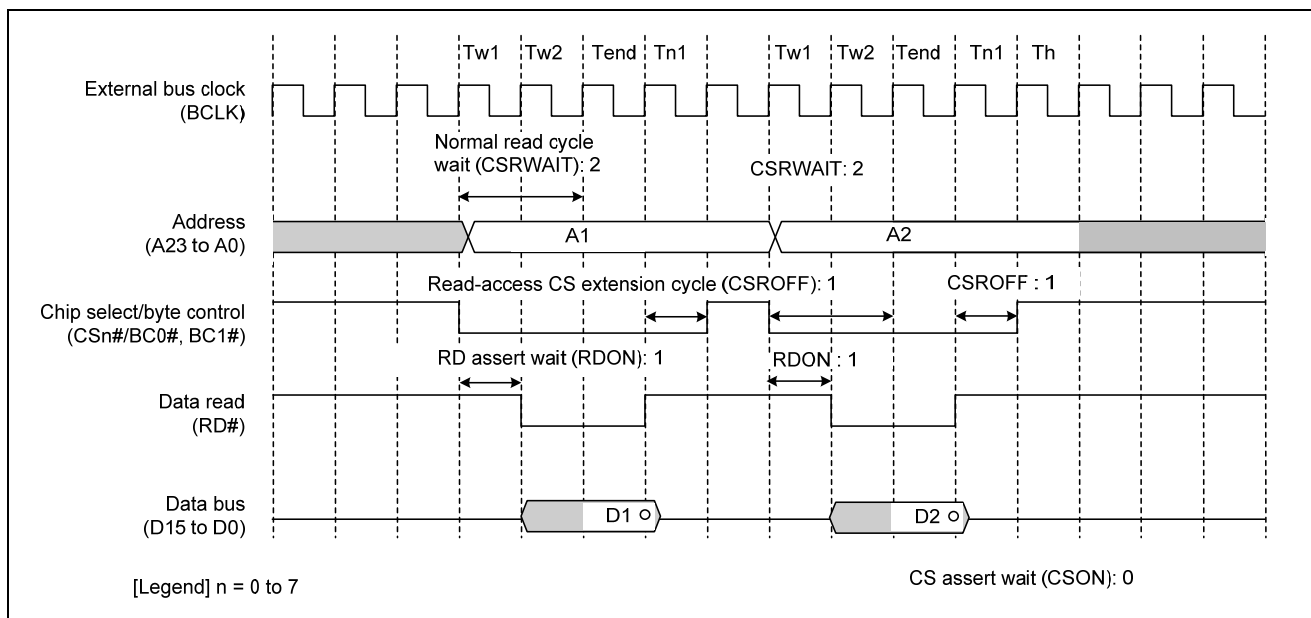 Tw1 Tw2 Tend Tn1 Tw1 Tw2 Tend Tn1 Th
External bus clock
(BCLK)
Normal read cycle
wait (CSRWAIT): 2
CSRWAIT: 2
Address
(A23 to A0)
A1
A2
Read-access CS extension cycle (CSROFF): 1
CSROFF : 1
Chip select/byte control
(CSn#/BC0#, BC1#)
RD assert wait (RDON): 1
RDON : 1
Data read
(RD#)
Data bus
(D15 to D0)
D1
D2
[Legend] n = 0 to 7
CS assert wait (CSON): 0